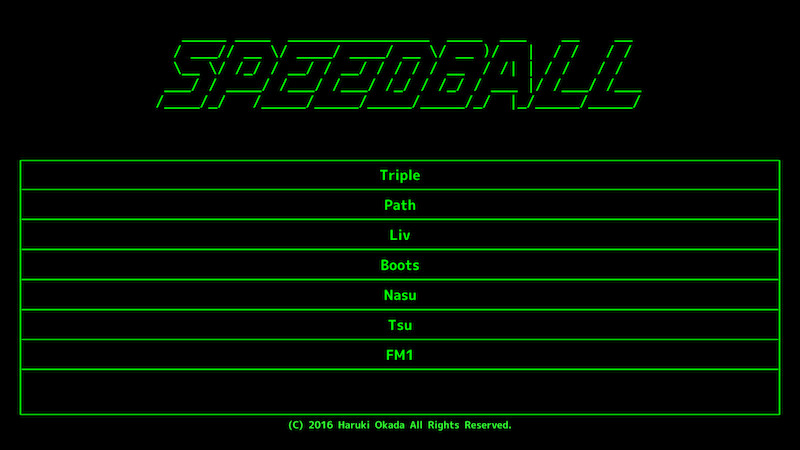 SPEEDBALL
Triple
Path
Liv
Boots
Nasu
Tsu
FM1
(C) 2016 Haruki Okada All Rights Reserved.